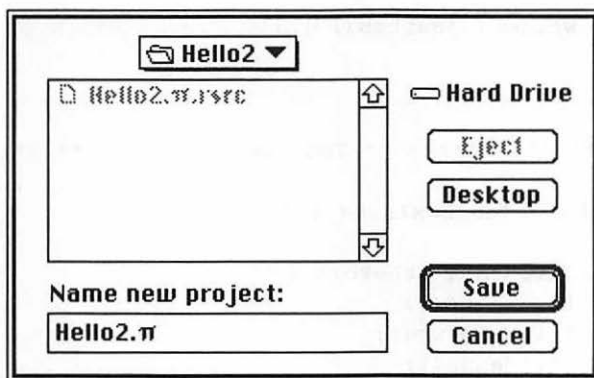 Hello2
Hello2.π.rsrc
Hard Drive
Eject
Desktop
Name new project:
Save
Hello2.π
Cancel